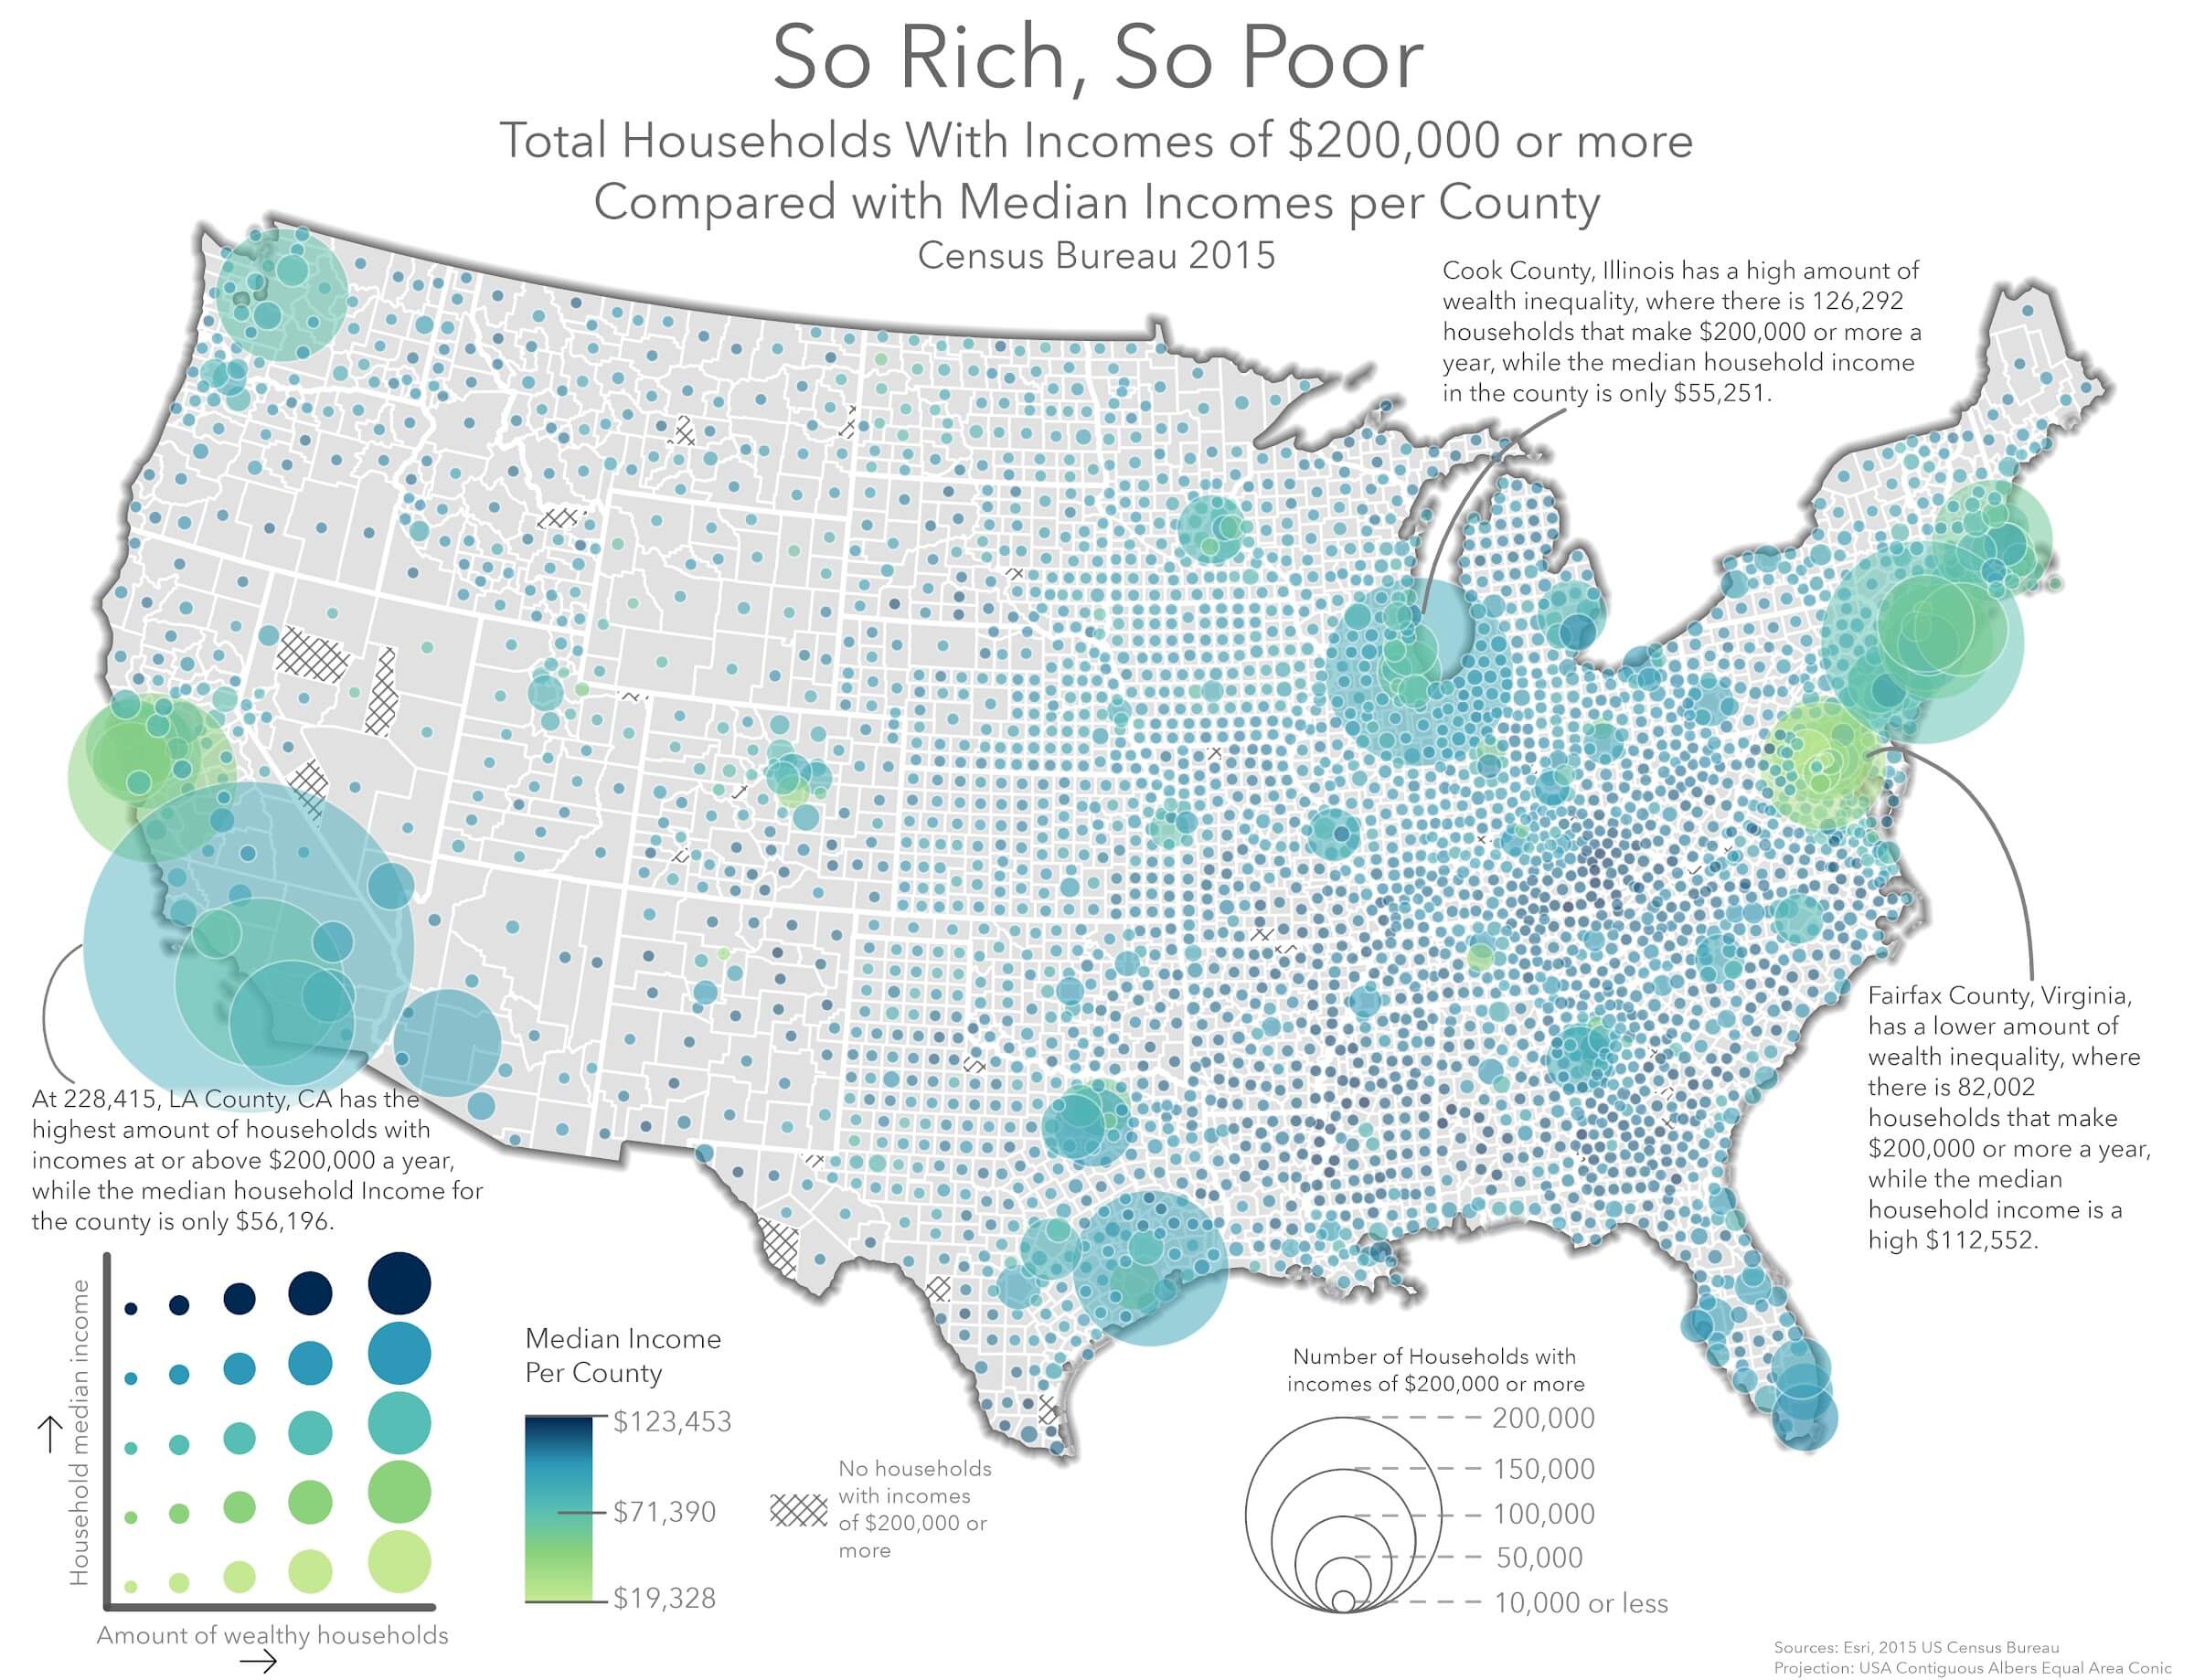 So Rich, So Poor
Total Households With Incomes of $200,000 or more
Compared with Median Incomes per County
Census Bureau 2015
Cook County, Illinois has a high amount of
wealth inequality, where there is 126,292
households that make $200,000 or more a
year, while the median household income
in the county is only $55,251.
Fairfax County, Virginia,
has a lower amount of
wealth inequality, where
there is 82,002
households that make
$200,000 or more a year,
while the median
household income is a
high $112,552.
At 228,415, LA County, CA has the
highest amount of households with
incomes at or above $200,000 a year,
while the median household Income for
the county is only $56,196.
Household median income
Amount of wealthy households
Median Income
Per County
$123,453
$71,390
$19,328
No households
with incomes
of $200,000 or
more
Number of Households with
incomes of $200,000 or more
200,000
150,000
100,000
50,000
10,000 or less
Sources: Esri, 2015 US Census Bureau
Projection: USA Contiguous Albers Equal Area Conic